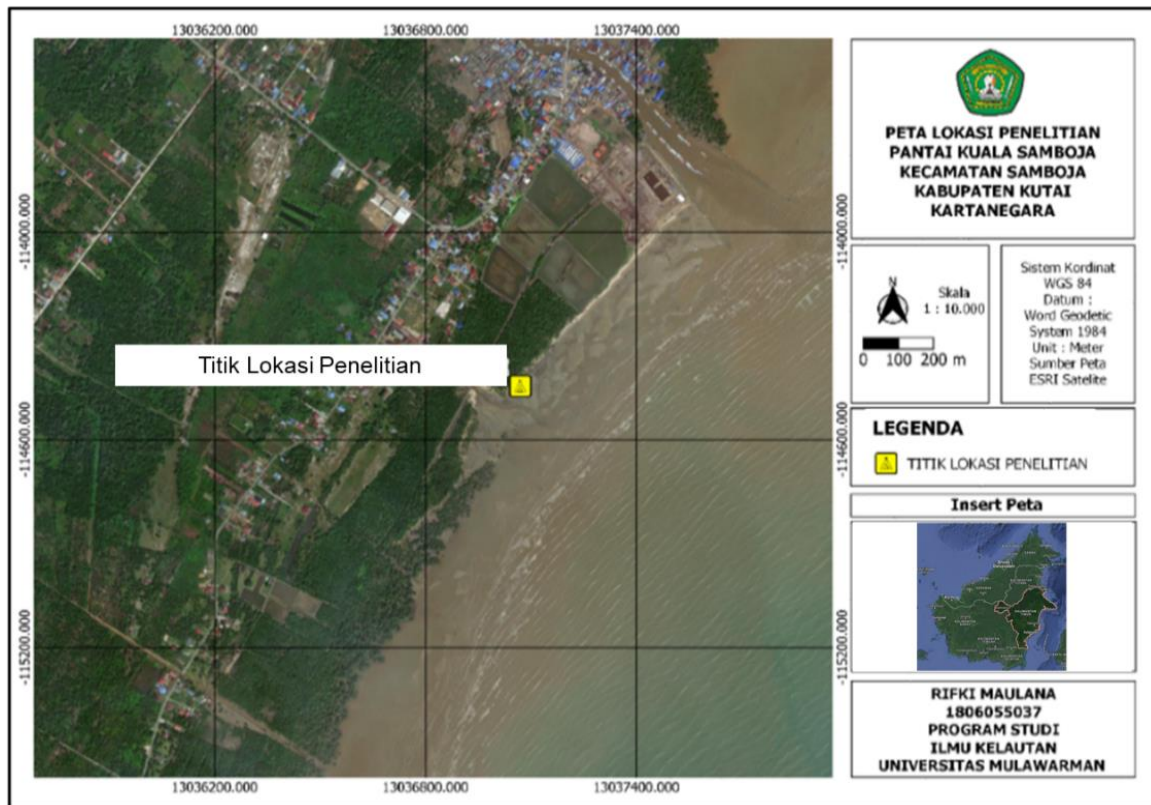 13036200.000 13036800.000 13037400.000
-114000.000 -114000.000
-114600.000 -114600.000
-115200.000 -115200.000
Titik Lokasi Penelitian
13036200.000 13036800.000 13037400.000
PETA LOKASI PENELITIAN
PANTAI KUALA SAMBOJA
KECAMATAN SAMBOJA
KABUPATEN KUTAI
KARTANEGARA
N
Skala
1 : 10.000
0 100 200 m
Sistem Kordinat
WGS 84
Datum :
Word Geodetic
System 1984
Unit : Meter
Sumber Peta
ESRI Satelite
LEGENDA
TITIK LOKASI PENELITIAN
Insert Peta
RIFKI MAULANA
1806055037
PROGRAM STUDI
ILMU KELAUTAN
UNIVERSITAS MULAWARMAN